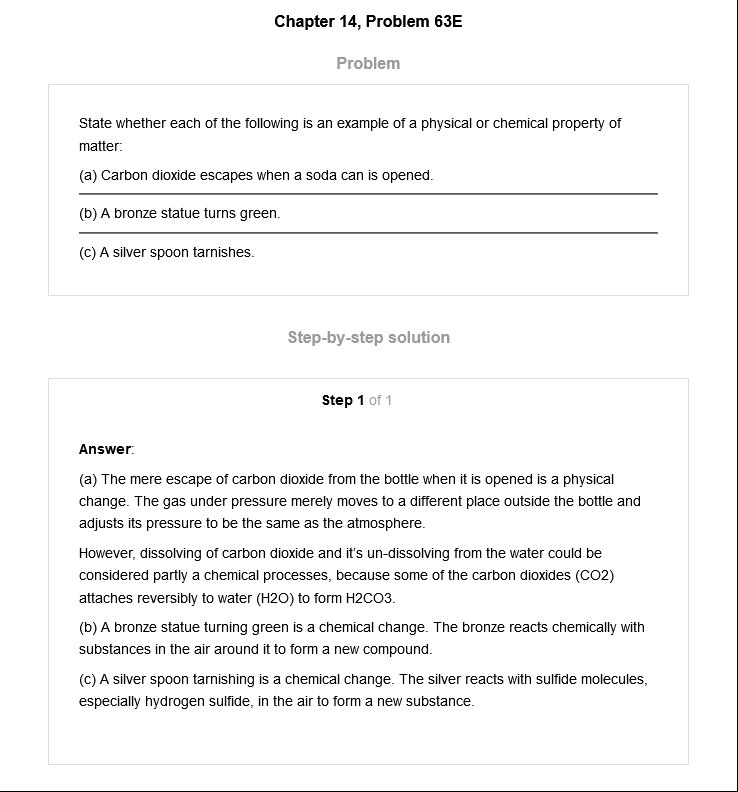 Chapter 14, Problem 63E
Problem
State whether each of the following is an example of a physical or chemical property of
matter:
(a) Carbon dioxide escapes when a soda can is opened.
(b) A bronze statue turns green.
(c) A silver spoon tarnishes.
Step-by-step solution
Step 1 of 1
Answer:
(a) The mere escape of carbon dioxide from the bottle when it is opened is a physical
change. The gas under pressure merely moves to a different place outside the bottle and
adjusts its pressure to be the same as the atmosphere.
However, dissolving of carbon dioxide and it's un-dissolving from the water could be
considered partly a chemical processes, because some of the carbon dioxides (CO2)
attaches reversibly to water (H2O) to form H2CO3.
(b) A bronze statue turning green is a chemical change. The bronze reacts chemically with
substances in the air around it to form a new compound.
(c) A silver spoon tarnishing is a chemical change. The silver reacts with sulfide molecules,
especially hydrogen sulfide, in the air to form a new substance.